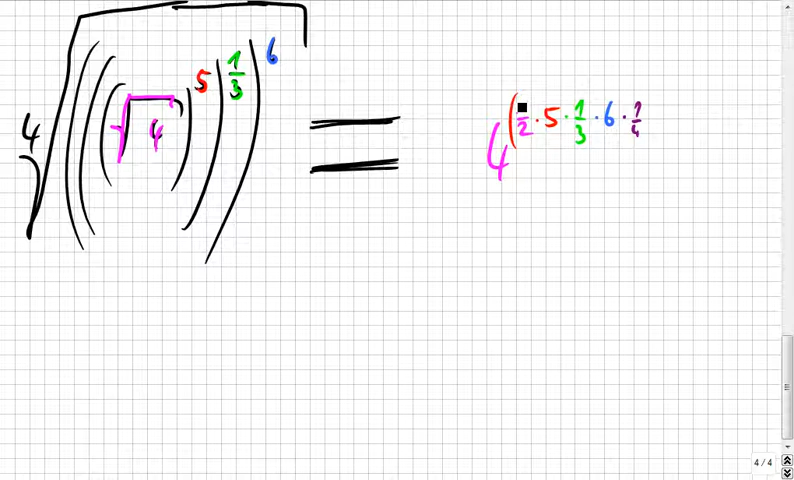 ⁴√(((√4)⁵)^(1/3))⁶ = 4^(1/2 · 5 · 1/3 · 6 · 1/4
4 / 4